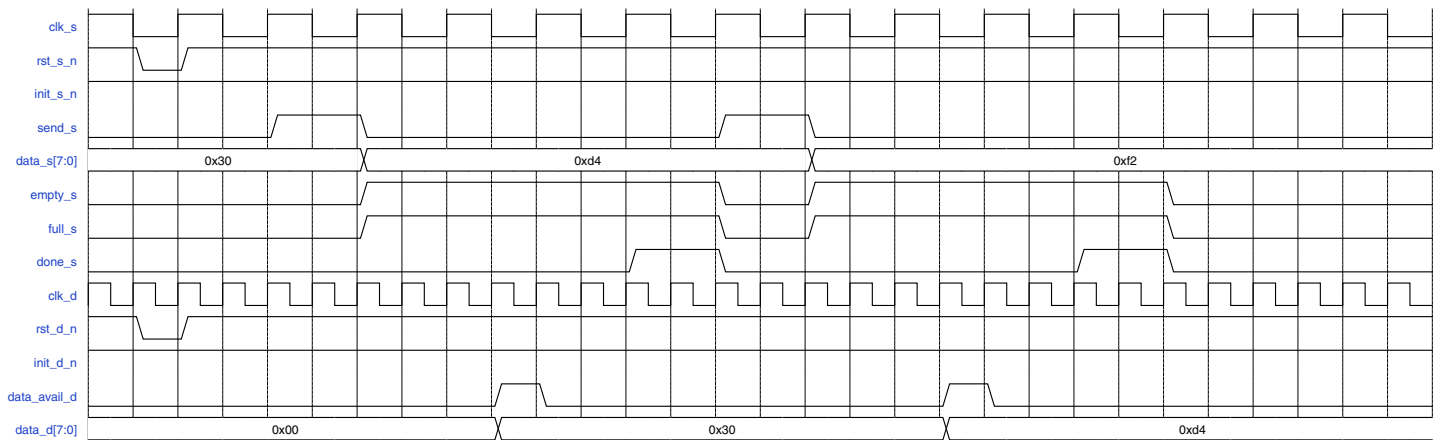 clk_s
rst_s_n
init_s_n
send_s
data_s[7:0] 0x30 0xd4 0xf2
empty_s
full_s
done_s
clk_d
rst_d_n
init_d_n
data_avail_d
data_d[7:0] 0x00 0x30 0xd4